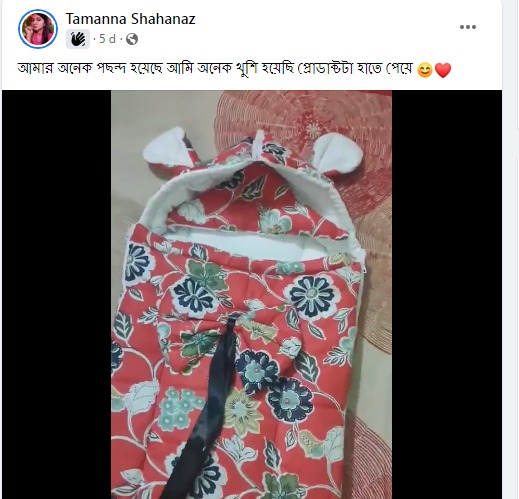 Tamanna Shahanaz
· 5 d ·
আমার অনেক পছন্দ হয়েছে আমি অনেক খুশি হয়েছি প্রোডাক্টটা হাতে পেয়ে 😊❤️